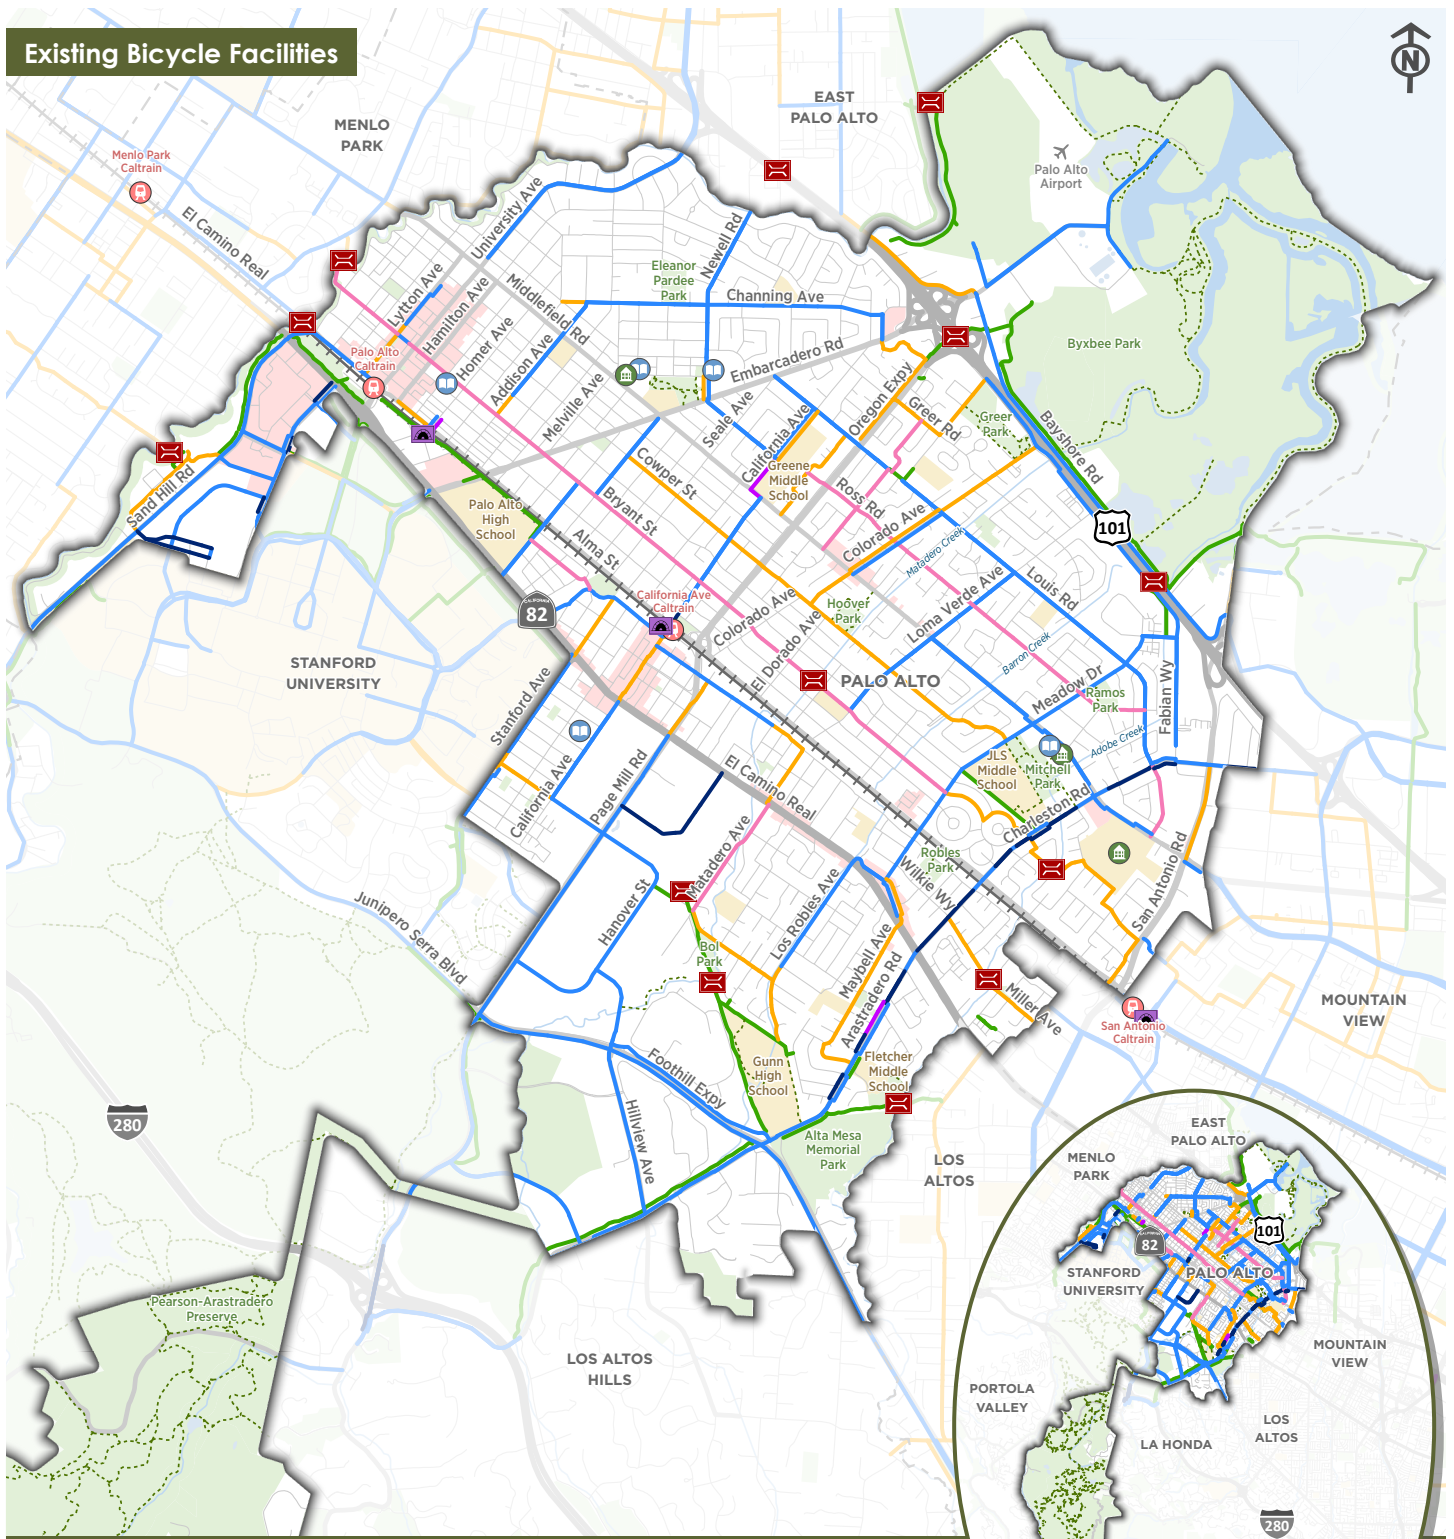 Existing Bicycle Facilities
N
MENLO
PARK
EAST
PALO ALTO
Menlo Park
Caltrain
El Camino Real
Palo Alto
Airport
University Ave
Newell Rd
Eleanor
Pardee
Park
Lytton Ave
Hamilton Ave
Middlefield Rd
Channing Ave
Homer Ave
Addison Ave
Palo Alto
Caltrain
Embarcadero Rd
Byxbee Park
Melville Ave
Seale Ave
California Ave
Oregon Expy
Greer Rd
Greer
Park
Bayshore Rd
Sand Hill Rd
Cowper St
Greene
Middle
School
Ross Rd
Bryant St
Palo Alto
High
School
Alma St
Colorado Ave
Matadero Creek
101
Louis Rd
82
CALIFORNIA
California Ave
Caltrain
Colorado Ave
Hoover
Park
Loma Verde Ave
El Dorado Ave
Barron Creek
STANFORD
UNIVERSITY
PALO ALTO
Meadow Dr
Ramos
Park
Fabian Wy
Stanford Ave
Adobe Creek
JLS
Middle
School
Mitchell
Park
California Ave
Page Mill Rd
El Camino Real
Charleston Rd
Matadero Ave
Robles
Park
Wilkie Wy
San Antonio Rd
Los Robles Ave
Hanover St
Junipero Serra Blvd
Bol
Park
Maybell Ave
Arastradero Rd
Miller Ave
MOUNTAIN
VIEW
San Antonio
Caltrain
Foothill Expy
Gunn
High
School
Fletcher
Middle
School
Hillview Ave
280
Alta Mesa
Memorial
Park
LOS
ALTOS
Pearson-Arastradero
Preserve
LOS ALTOS
HILLS
EAST
PALO ALTO
MENLO
PARK
101
82
STANFORD
UNIVERSITY
PALO ALTO
MOUNTAIN
VIEW
PORTOLA
VALLEY
LOS
ALTOS
LA HONDA
280